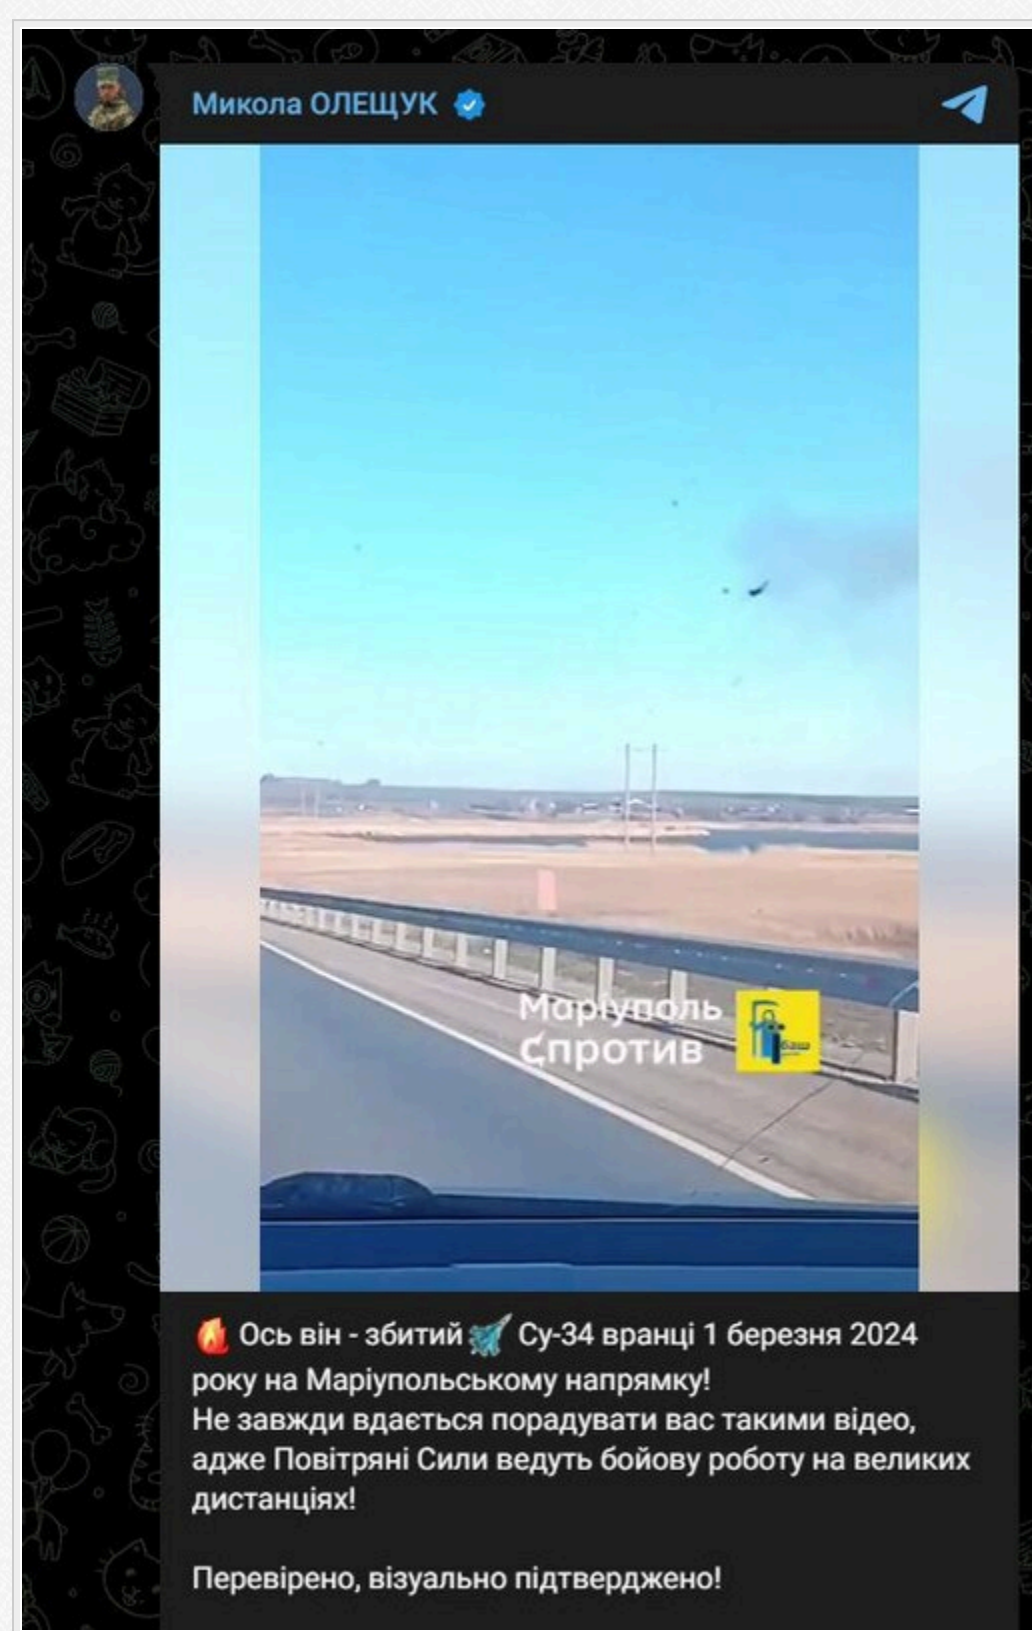 Микола ОЛЕЩУК
Маріуполь
Спротив
баш
🔥 Ось він - збитий Су-34 вранці 1 березня 2024
року на Маріупольському напрямку!
Не завжди вдається порадувати вас такими відео,
адже Повітряні Сили ведуть бойову роботу на великих
дистанціях!
Перевірено, візуально підтверджено!